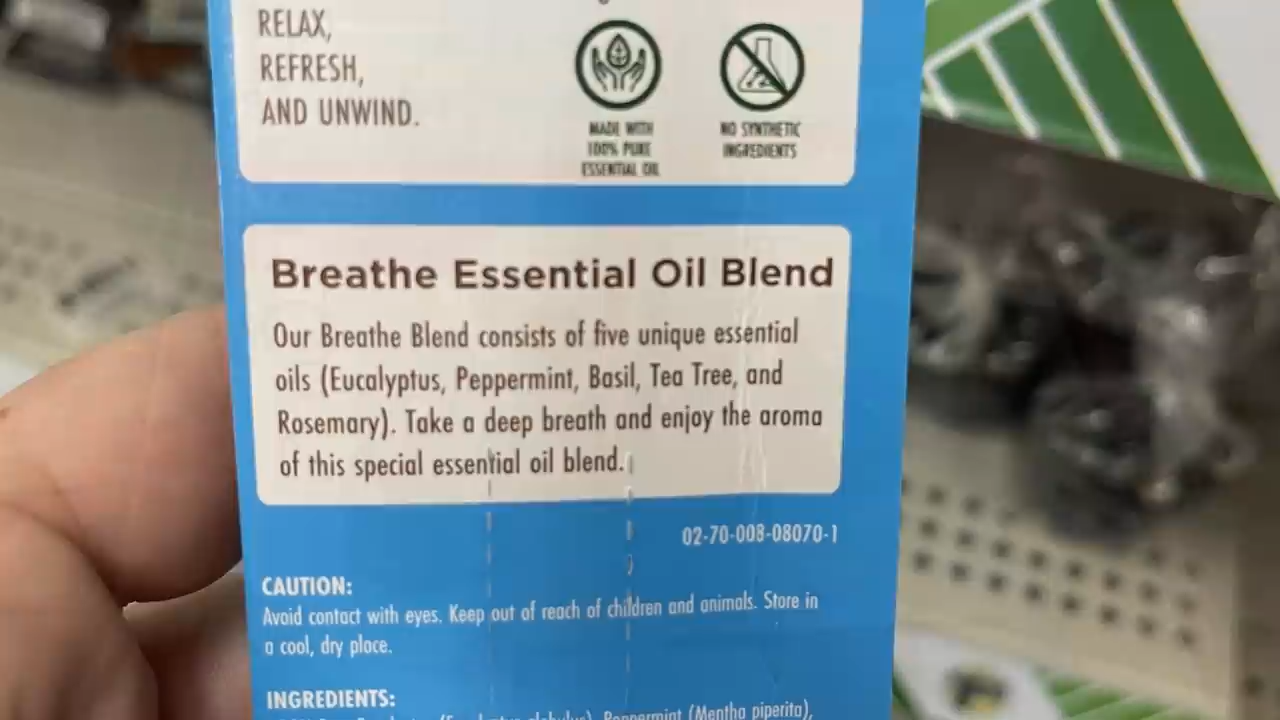 RELAX,
REFRESH,
AND UNWIND.
MADE WITH
100% PURE
ESSENTIAL OIL
NO SYNTHETIC
INGREDIENTS
Breathe Essential Oil Blend
Our Breathe Blend consists of five unique essential
oils (Eucalyptus, Peppermint, Basil, Tea Tree, and
Rosemary). Take a deep breath and enjoy the aroma
of this special essential oil blend.
02-70-008-08070-1
CAUTION:
Avoid contact with eyes. Keep out of reach of children and animals. Store in
a cool, dry place.
INGREDIENTS:
Peppermint (Mentha piperita),